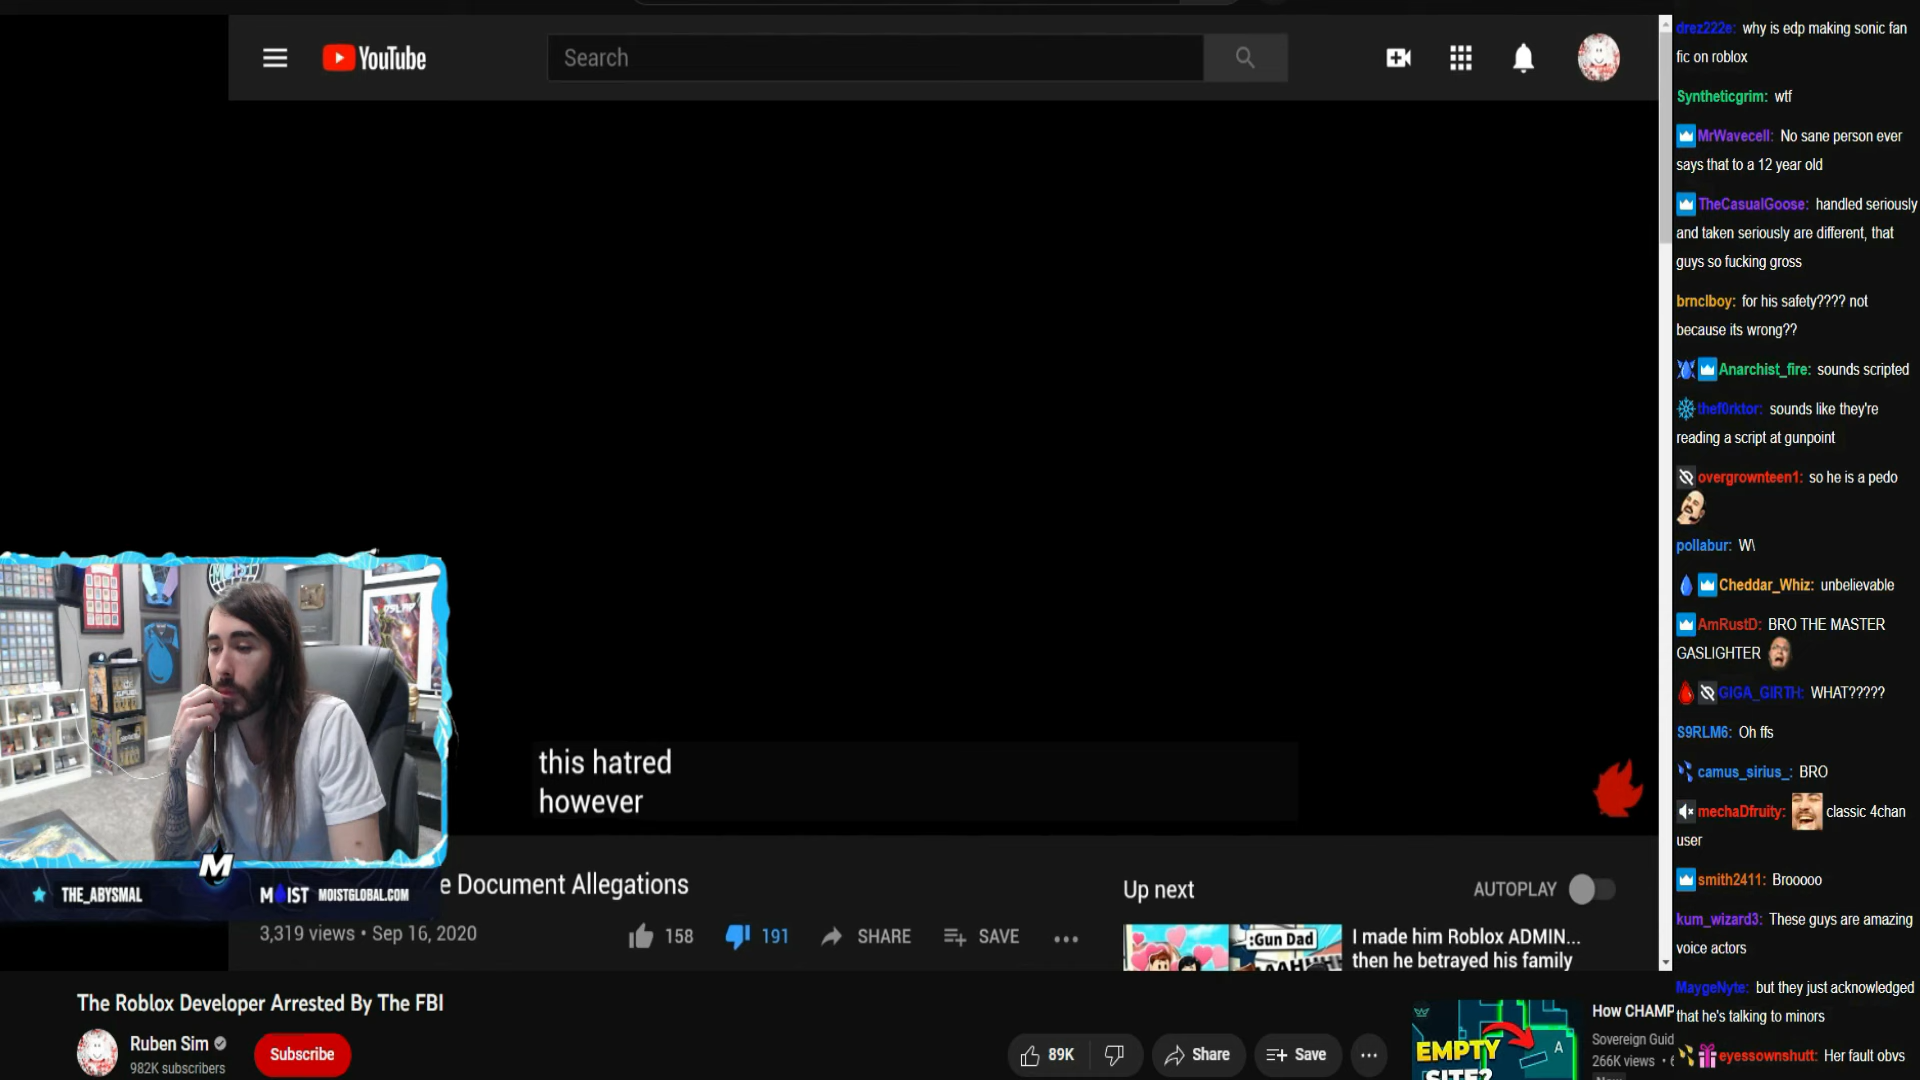 YouTube
Search
this hatred
however
THE_ABYSMAL
M IST MOISTGLOBAL.COM
e Document Allegations
3,319 views • Sep 16, 2020
158
191
SHARE
SAVE
Up next
AUTOPLAY
:Gun Dad
I made him Roblox ADMIN...
then he betrayed his family
The Roblox Developer Arrested By The FBI
Ruben Sim
982K subscribers
Subscribe
89K
Share
Save
EMPTY
SITE?
A
How CHAMP
Sovereign Guid
266K views
drez222e: why is edp making sonic fan
fic on roblox
Syntheticgrim: wtf
MrWavecell: No sane person ever
says that to a 12 year old
TheCasualGoose: handled seriously
and taken seriously are different, that
guys so fucking gross
brnclboy: for his safety???? not
because its wrong??
Anarchist_fire: sounds scripted
thef0rktor: sounds like they're
reading a script at gunpoint
overgrownteen1: so he is a pedo
pollabur: W\
Cheddar_Whiz: unbelievable
AmRustD: BRO THE MASTER
GASLIGHTER
GIGA_GIRTH: WHAT?????
S9RLM6: Oh ffs
camus_sirius_: BRO
mechaDfruity: classic 4chan
user
smith2411: Brooooo
kum_wizard3: These guys are amazing
voice actors
MaygeNyte: but they just acknowledged
that he's talking to minors
eyessownshutt: Her fault obvs